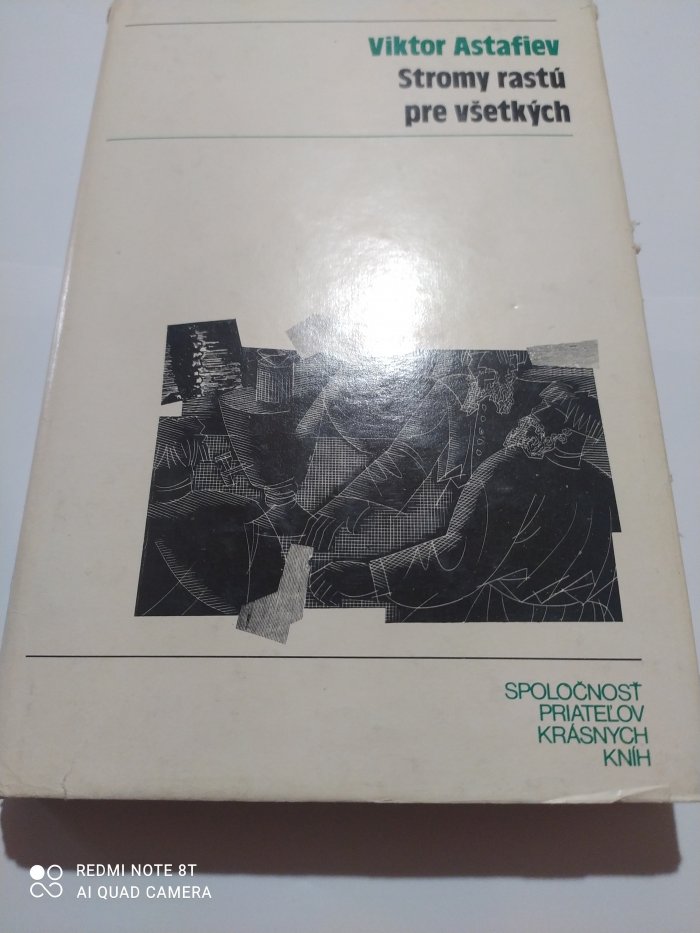 Viktor Astafiev
Stromy rastú
pre všetkých
SPOLOČNOSŤ
PRIATEĽOV
KRÁSNYCH
KNÍH
REDMI NOTE 8T
AI QUAD CAMERA